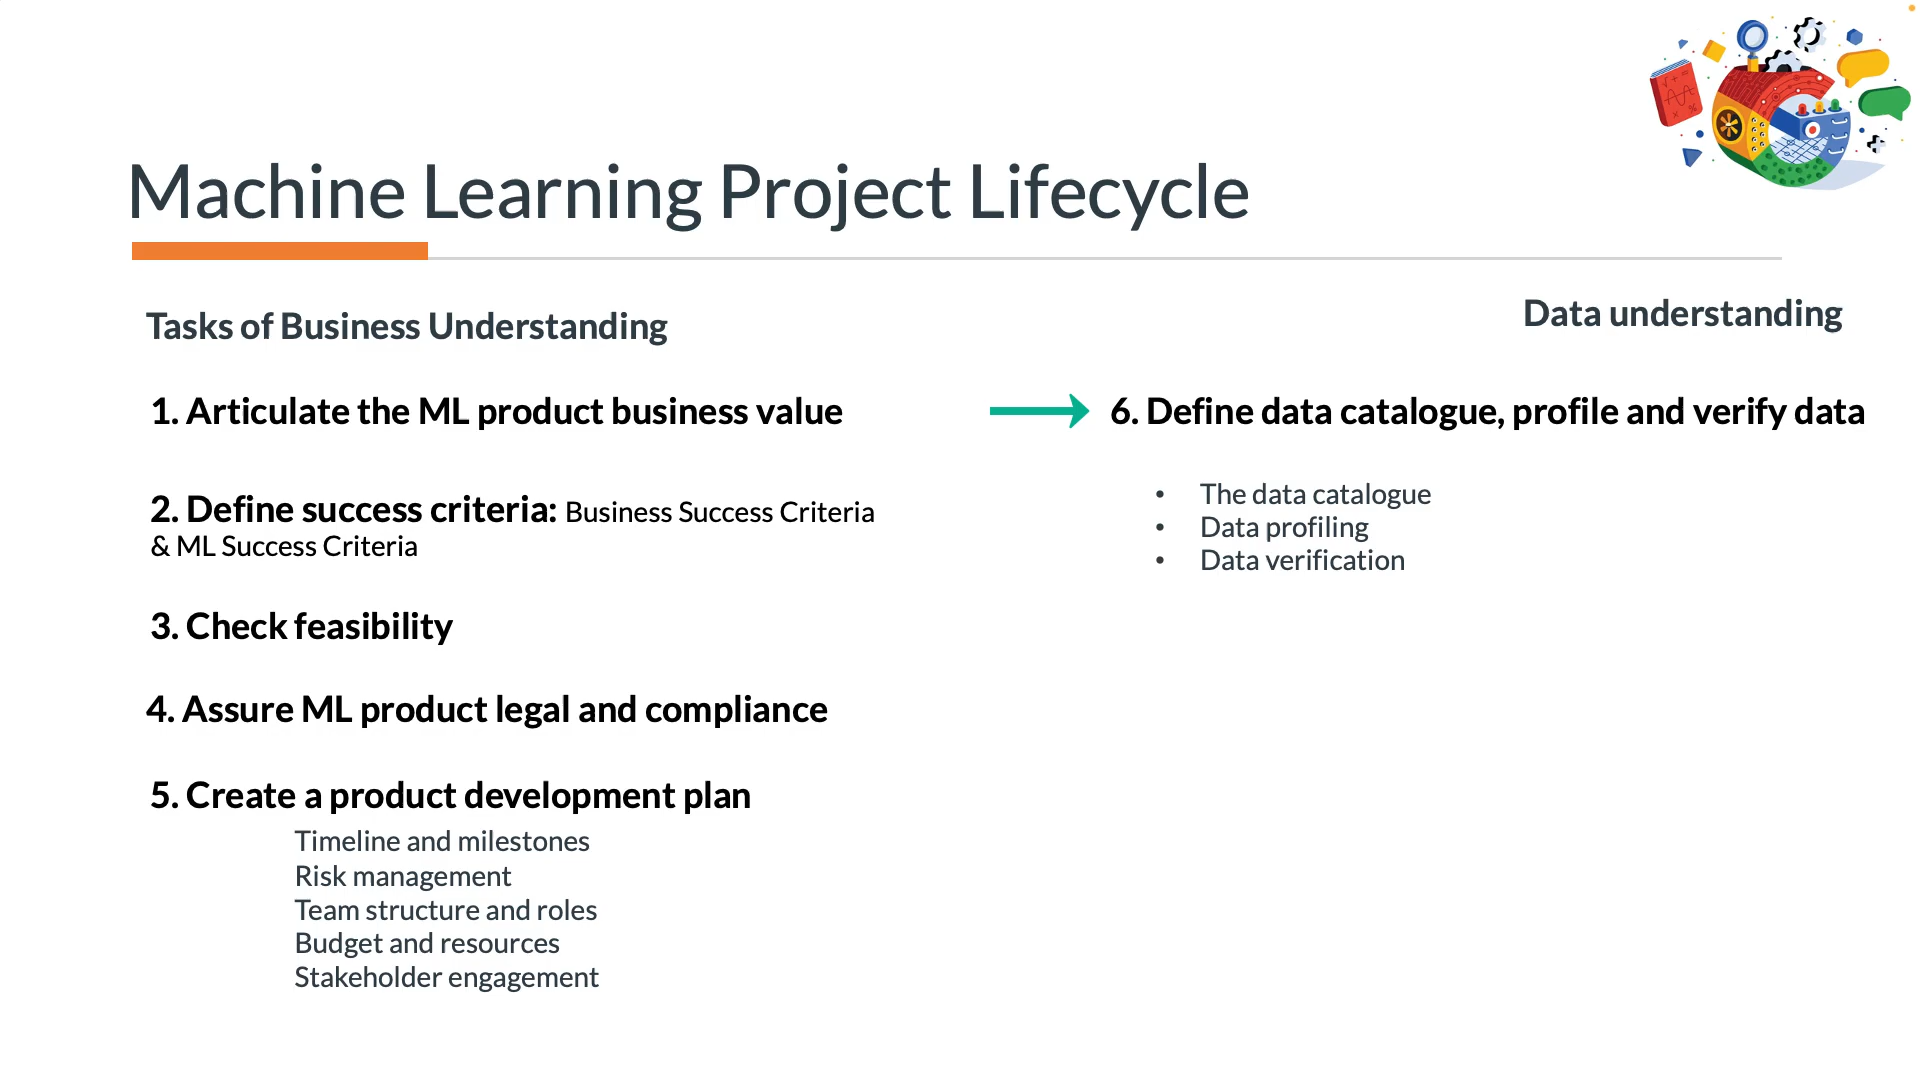 Machine Learning Project Lifecycle
Tasks of Business Understanding
1. Articulate the ML product business value
2. Define success criteria: Business Success Criteria
& ML Success Criteria
3. Check feasibility
4. Assure ML product legal and compliance
5. Create a product development plan
Timeline and milestones
Risk management
Team structure and roles
Budget and resources
Stakeholder engagement
Data understanding
6. Define data catalogue, profile and verify data
• The data catalogue
• Data profiling
• Data verification